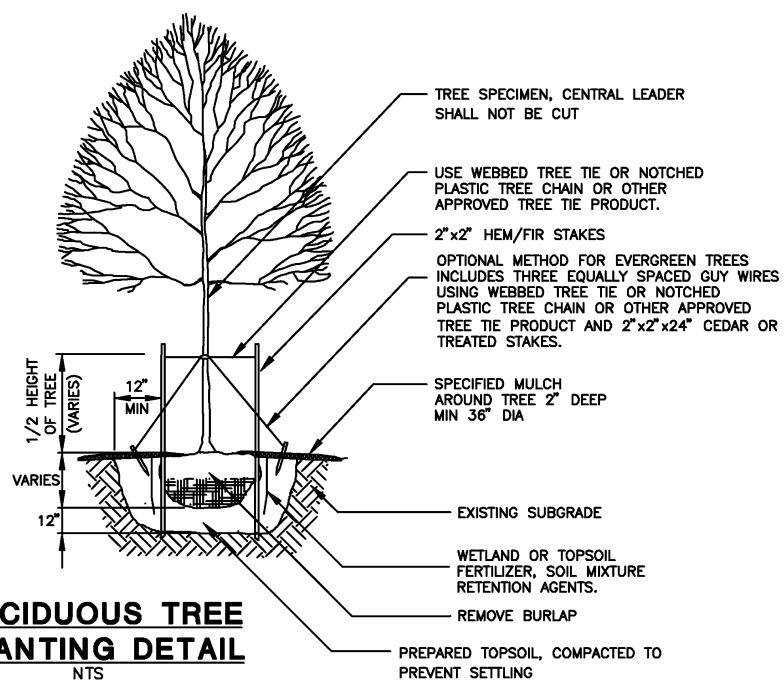 TREE SPECIMEN, CENTRAL LEADER
SHALL NOT BE CUT
USE WEBBED TREE TIE OR NOTCHED
PLASTIC TREE CHAIN OR OTHER
APPROVED TREE TIE PRODUCT.
2"x2" HEM/FIR STAKES
OPTIONAL METHOD FOR EVERGREEN TREES
INCLUDES THREE EQUALLY SPACED GUY WIRES
USING WEBBED TREE TIE OR NOTCHED
PLASTIC TREE CHAIN OR OTHER APPROVED
TREE TIE PRODUCT AND 2"x2"x24" CEDAR OR
TREATED STAKES.
1/2 HEIGHT
OF TREE
(VARIES)
12"
MIN
SPECIFIED MULCH
AROUND TREE 2" DEEP
MIN 36" DIA
VARIES
12"
EXISTING SUBGRADE
WETLAND OR TOPSOIL
FERTILIZER, SOIL MIXTURE
RETENTION AGENTS.
REMOVE BURLAP
PREPARED TOPSOIL, COMPACTED TO
PREVENT SETTLING
CIDUOUS TREE
ANTING DETAIL
NTS